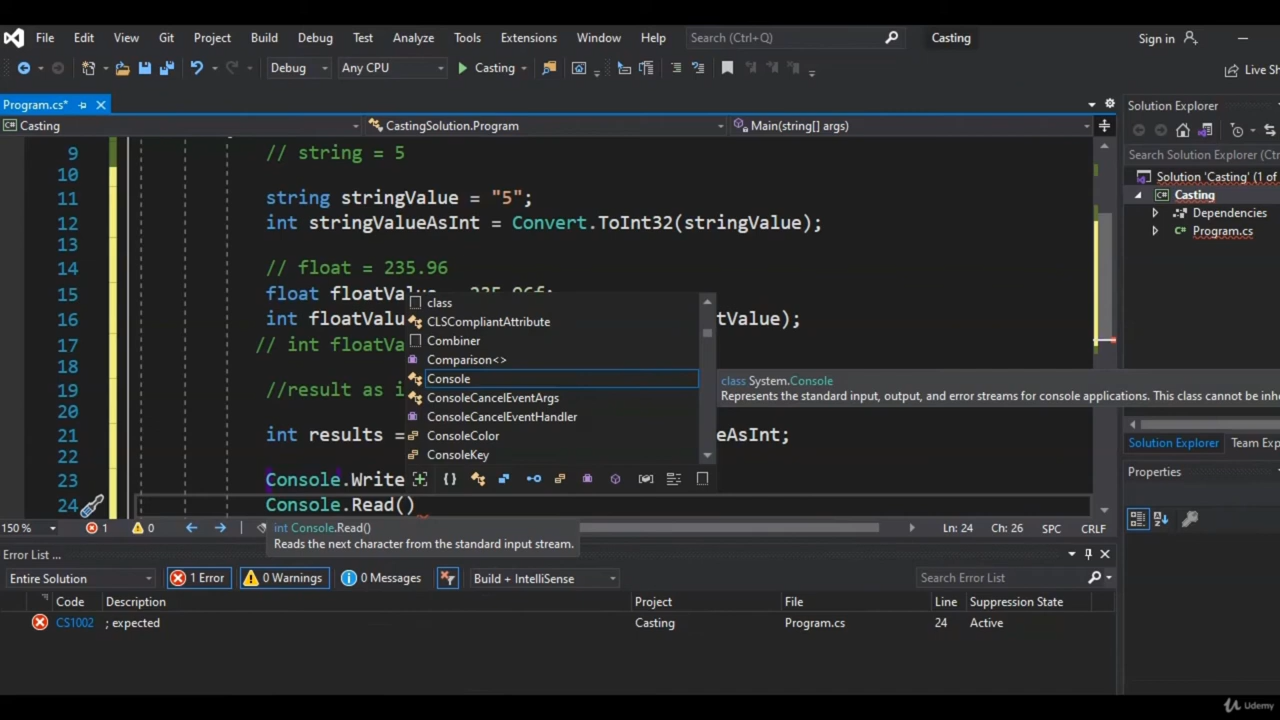 File Edit View Git Project Build Debug Test Analyze Tools Extensions Window Help Search (Ctrl+Q) Casting Sign in
Debug Any CPU Casting Live Sh
Program.cs*
Casting CastingSolution.Program Main(string[] args)
9 // string = 5
10
11 string stringValue = "5";
12 int stringValueAsInt = Convert.ToInt32(stringValue);
13
14 // float = 235.96
15 float floatValue = 235.96f;
16 int floatValu tValue);
17 // int floatVa
18
19 //result as i
20
21 int results = eAsInt;
22
23 Console.Write
24 Console.Read()
class
CLSCompliantAttribute
Combiner
Comparison<>
Console
ConsoleCancelEventArgs
ConsoleCancelEventHandler
ConsoleColor
ConsoleKey
class System.Console
Represents the standard input, output, and error streams for console applications. This class cannot be inhe
150 % 1 0 Ln: 24 Ch: 26 SPC CRLF
int Console.Read()
Reads the next character from the standard input stream.
Error List ...
Entire Solution 1 Error 0 Warnings 0 Messages Build + IntelliSense Search Error List
Code Description Project File Line Suppression State
CS1002 ; expected Casting Program.cs 24 Active
Solution Explorer
Search Solution Explorer (Ctrl
Solution 'Casting' (1 of
Casting
Dependencies
Program.cs
Solution Explorer Team Exp
Properties
Udemy